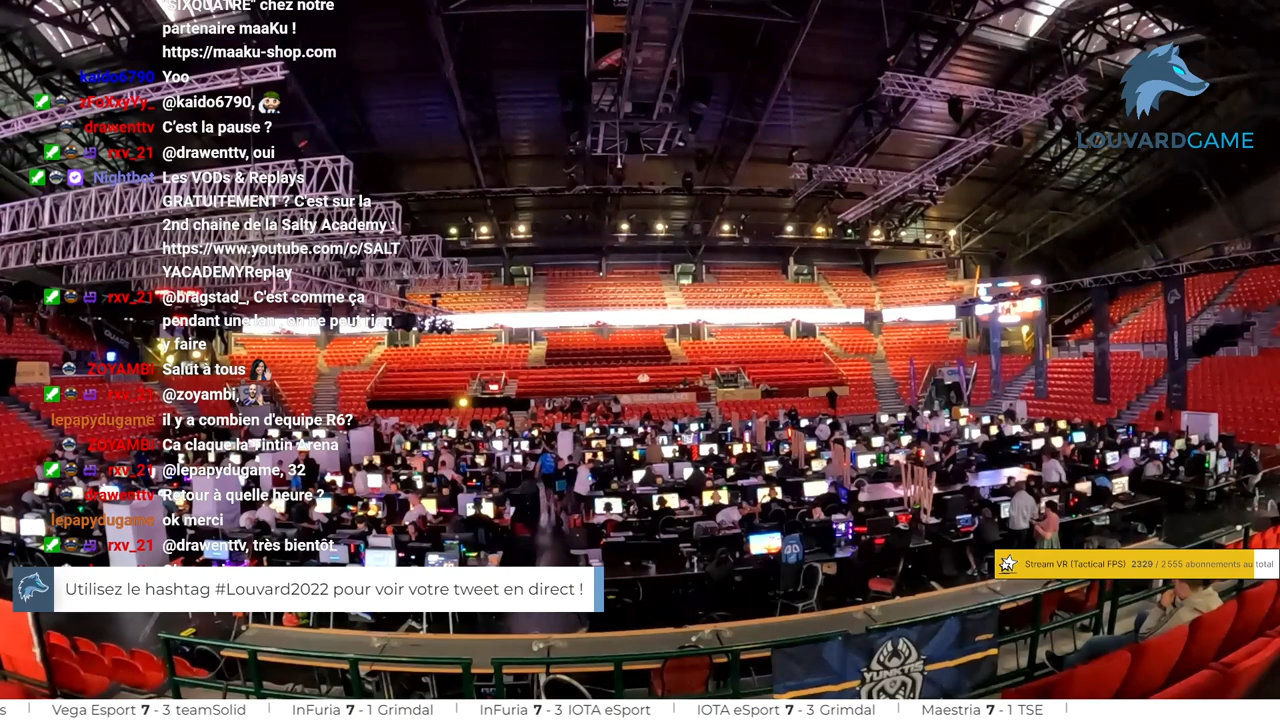 "SIXQUATRE" chez notre
partenaire maaKu !
https://maaku-shop.com
kaido6790 Yoo
zFoXxyYy_ @kaido6790,
drawenttv C'est la pause ?
rxv_21 @drawenttv, oui
Nightbot Les VODs & Replays
GRATUITEMENT ? C'est sur la
2nd chaine de la Salty Academy :
https://www.youtube.com/c/SALT
YACADEMYReplay
rxv_21 @bragstad_, C'est comme ça
pendant une lan, on ne peut rien
y faire
ZOYAMBI Salut à tous
rxv_21 @zoyambi,
lepapydugame il y a combien d'equipe R6?
ZOYAMBI Ca claque la Tintin Arena
rxv_21 @lepapydugame, 32
drawenttv Retour à quelle heure ?
lepapydugame ok merci
rxv_21 @drawenttv, très bientôt.
LOUVARDGAME
Utilisez le hashtag #Louvard2022 pour voir votre tweet en direct !
Stream VR (Tactical FPS) 2329 / 2555 abonnements au total
YUNKTIS
s | Vega Esport 7 - 3 teamSolid | InFuria 7 - 1 Grimdal | InFuria 7 - 3 IOTA eSport | IOTA eSport 7 - 3 Grimdal | Maestria 7 - 1 TSE |